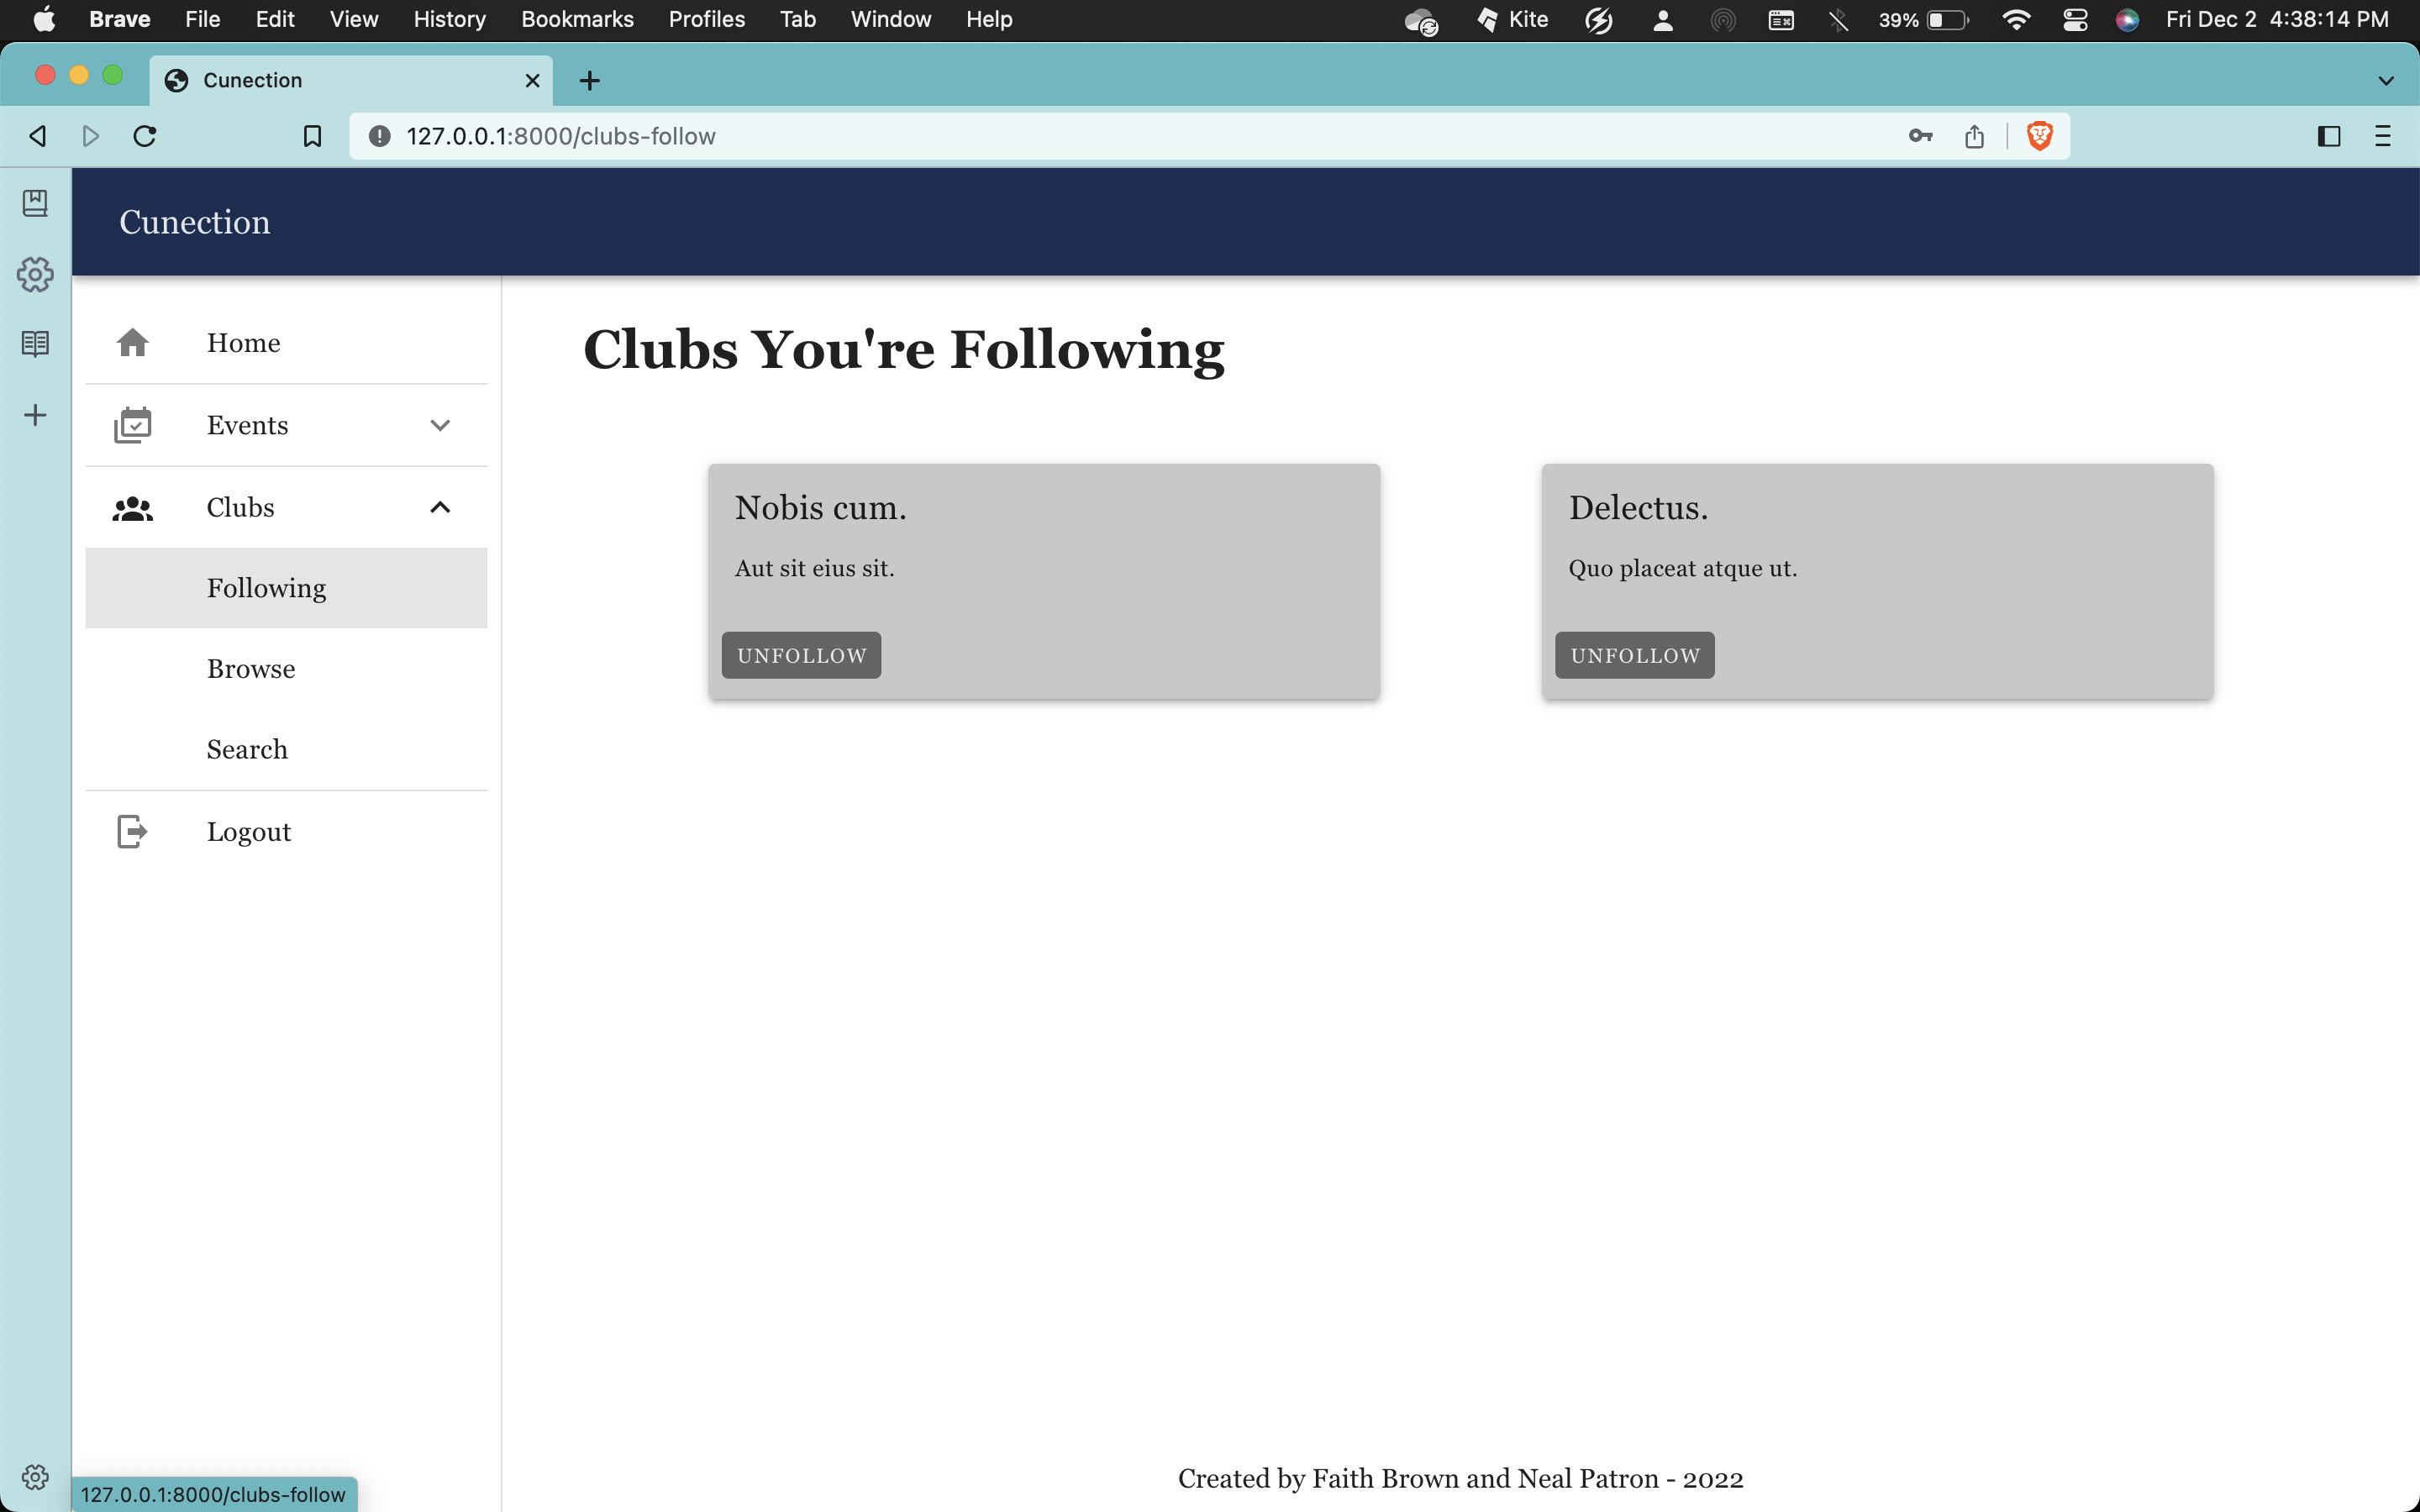 Brave File Edit View History Bookmarks Profiles Tab Window Help Kite 39% Fri Dec 2 4:38:14 PM
Cunection
127.0.0.1:8000/clubs-follow
Cunection
Home
Events
Clubs
Following
Browse
Search
Logout
Clubs You're Following
Nobis cum.
Aut sit eius sit.
UNFOLLOW
Delectus.
Quo placeat atque ut.
UNFOLLOW
Created by Faith Brown and Neal Patron - 2022
127.0.0.1:8000/clubs-follow